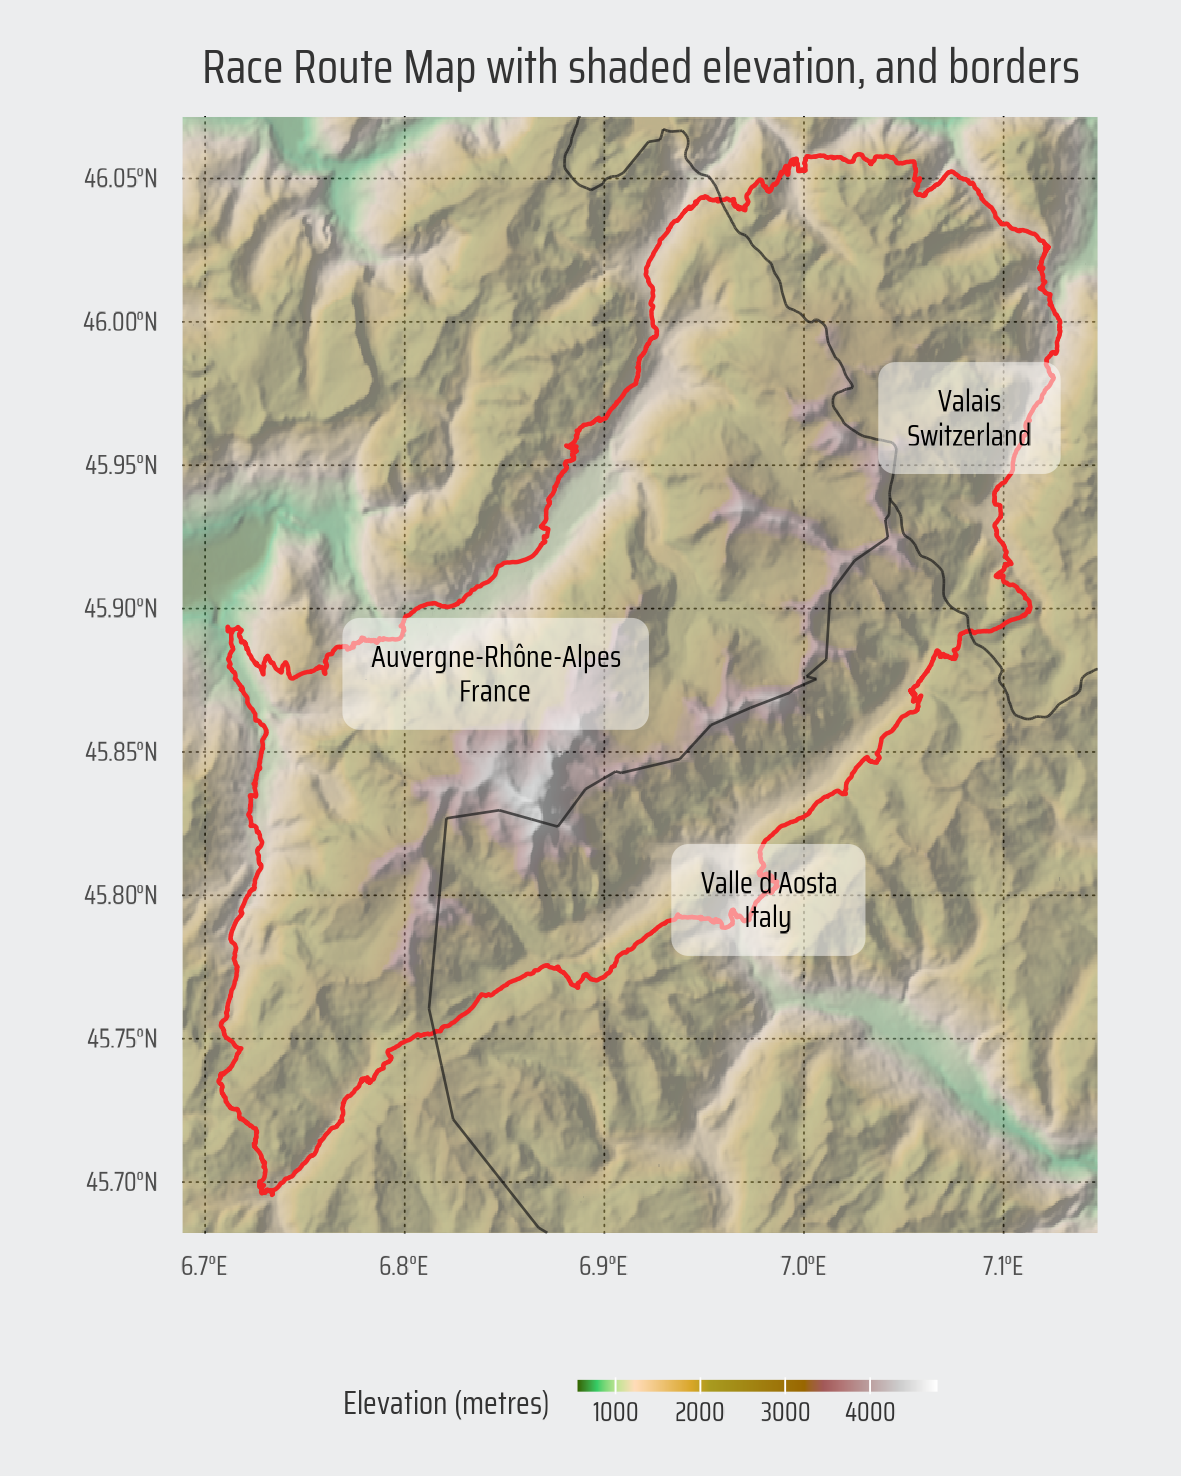 Race Route Map with shaded elevation, and borders
46.05°N
46.00°N
45.95°N
45.90°N
45.85°N
45.80°N
45.75°N
45.70°N
Valais
Switzerland
Auvergne-Rhône-Alpes
France
Valle d'Aosta
Italy
6.7°E
6.8°E
6.9°E
7.0°E
7.1°E
Elevation (metres)
1000
2000
3000
4000